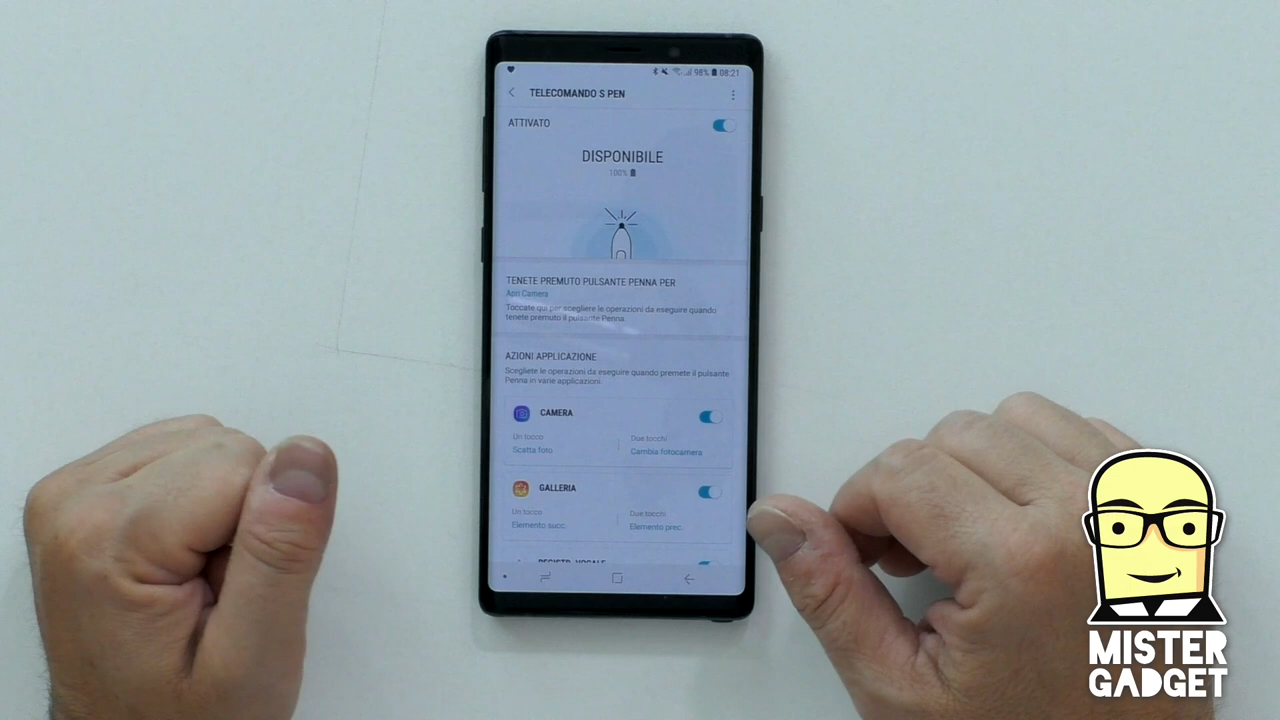 98% 08:21
TELECOMANDO S PEN
ATTIVATO
DISPONIBILE
100%
TENETE PREMUTO PULSANTE PENNA PER
Apri Camera
Toccate qui per scegliere le operazioni da eseguire quando
tenete premuto il pulsante Penna.
AZIONI APPLICAZIONE
Scegliete le operazioni da eseguire quando premete il pulsante
Penna in varie applicazioni.
CAMERA
Un tocco
Due tocchi
Scatta foto
Cambia fotocamera
GALLERIA
Un tocco
Due tocchi
Elemento succ.
Elemento prec.
REGISTR. VOCALE
MISTER
GADGET